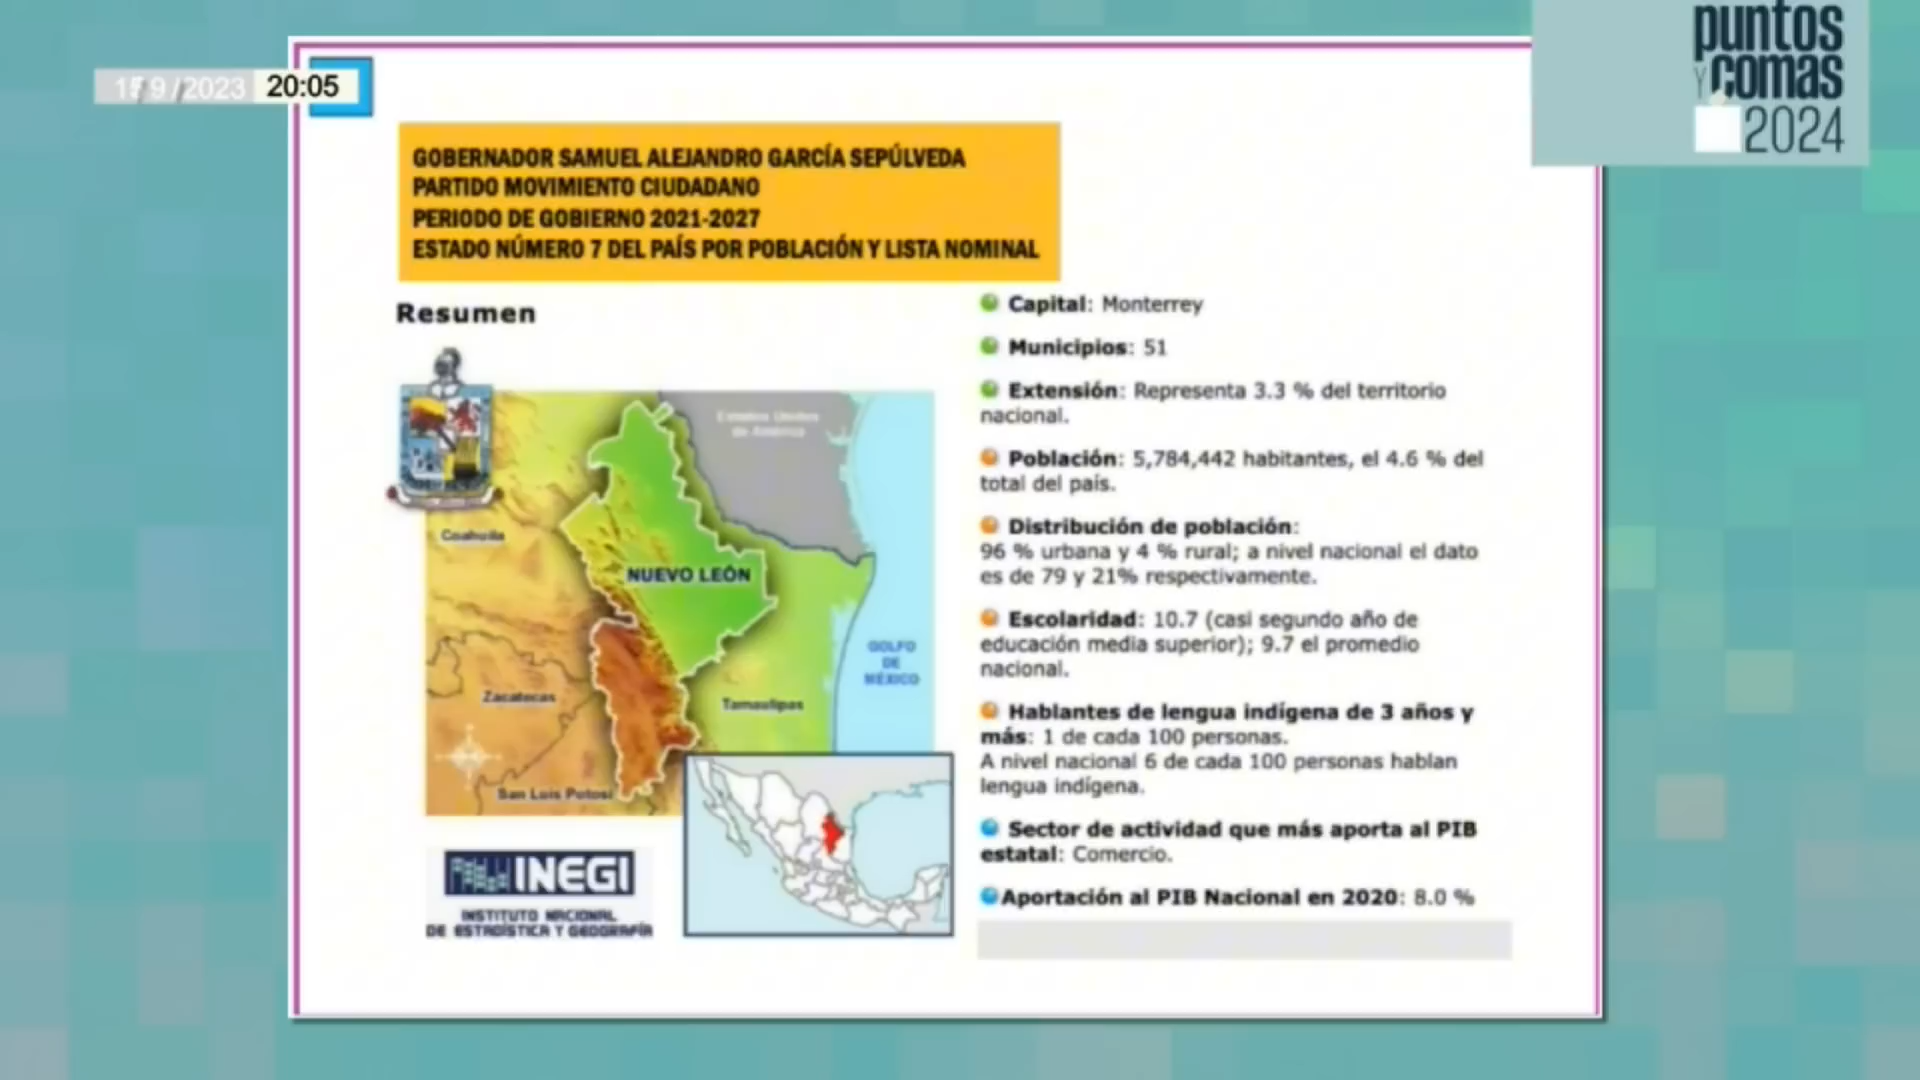 puntos
y comas
2024
20:05
GOBERNADOR SAMUEL ALEJANDRO GARCÍA SEPÚLVEDA
PARTIDO MOVIMIENTO CIUDADANO
PERIODO DE GOBIERNO 2021-2027
ESTADO NÚMERO 7 DEL PAÍS POR POBLACIÓN Y LISTA NOMINAL
Resumen
Estados Unidos
de América
Coahuila
NUEVO LEÓN
GOLFO
DE
MÉXICO
Zacatecas
Tamaulipas
San Luis Potosí
INEGI
INSTITUTO NACIONAL
DE ESTADÍSTICA Y GEOGRAFÍA
Capital: Monterrey
Municipios: 51
Extensión: Representa 3.3 % del territorio
nacional.
Población: 5,784,442 habitantes, el 4.6 % del
total del país.
Distribución de población:
96 % urbana y 4 % rural; a nivel nacional el dato
es de 79 y 21% respectivamente.
Escolaridad: 10.7 (casi segundo año de
educación media superior); 9.7 el promedio
nacional.
Hablantes de lengua indígena de 3 años y
más: 1 de cada 100 personas.
A nivel nacional 6 de cada 100 personas hablan
lengua indígena.
Sector de actividad que más aporta al PIB
estatal: Comercio.
Aportación al PIB Nacional en 2020: 8.0 %